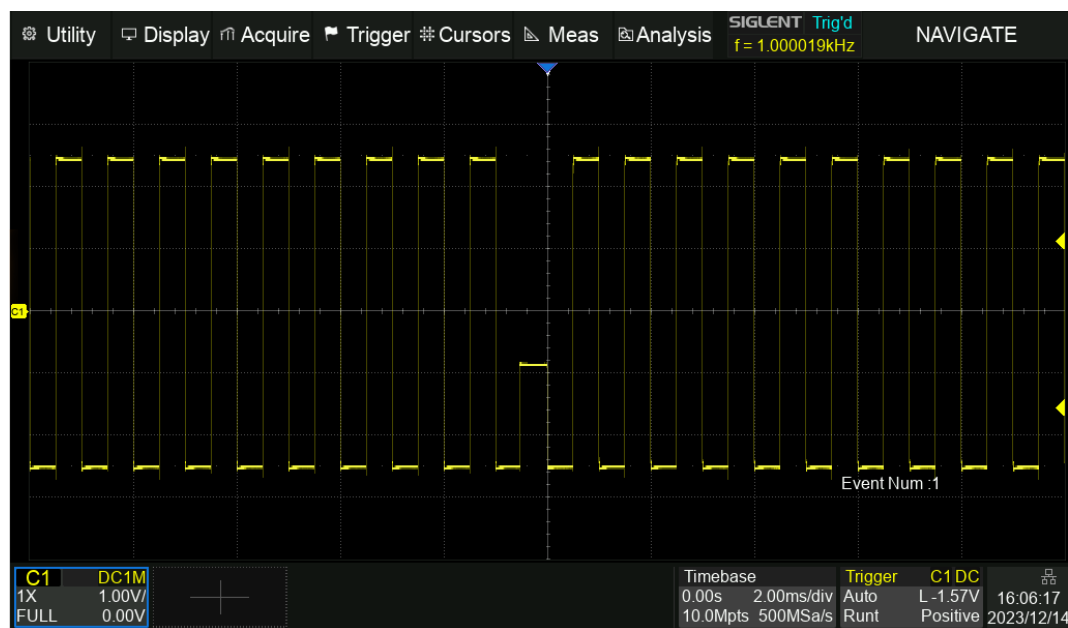 Utility Display Acquire Trigger Cursors Meas Analysis SIGLENT Trig'd NAVIGATE
f = 1.000019kHz
C1
Event Num :1
C1 DC1M Timebase Trigger C1 DC
1X 1.00V/ 0.00s 2.00ms/div Auto L -1.57V 16:06:17
FULL 0.00V 10.0Mpts 500MSa/s Runt Positive 2023/12/14